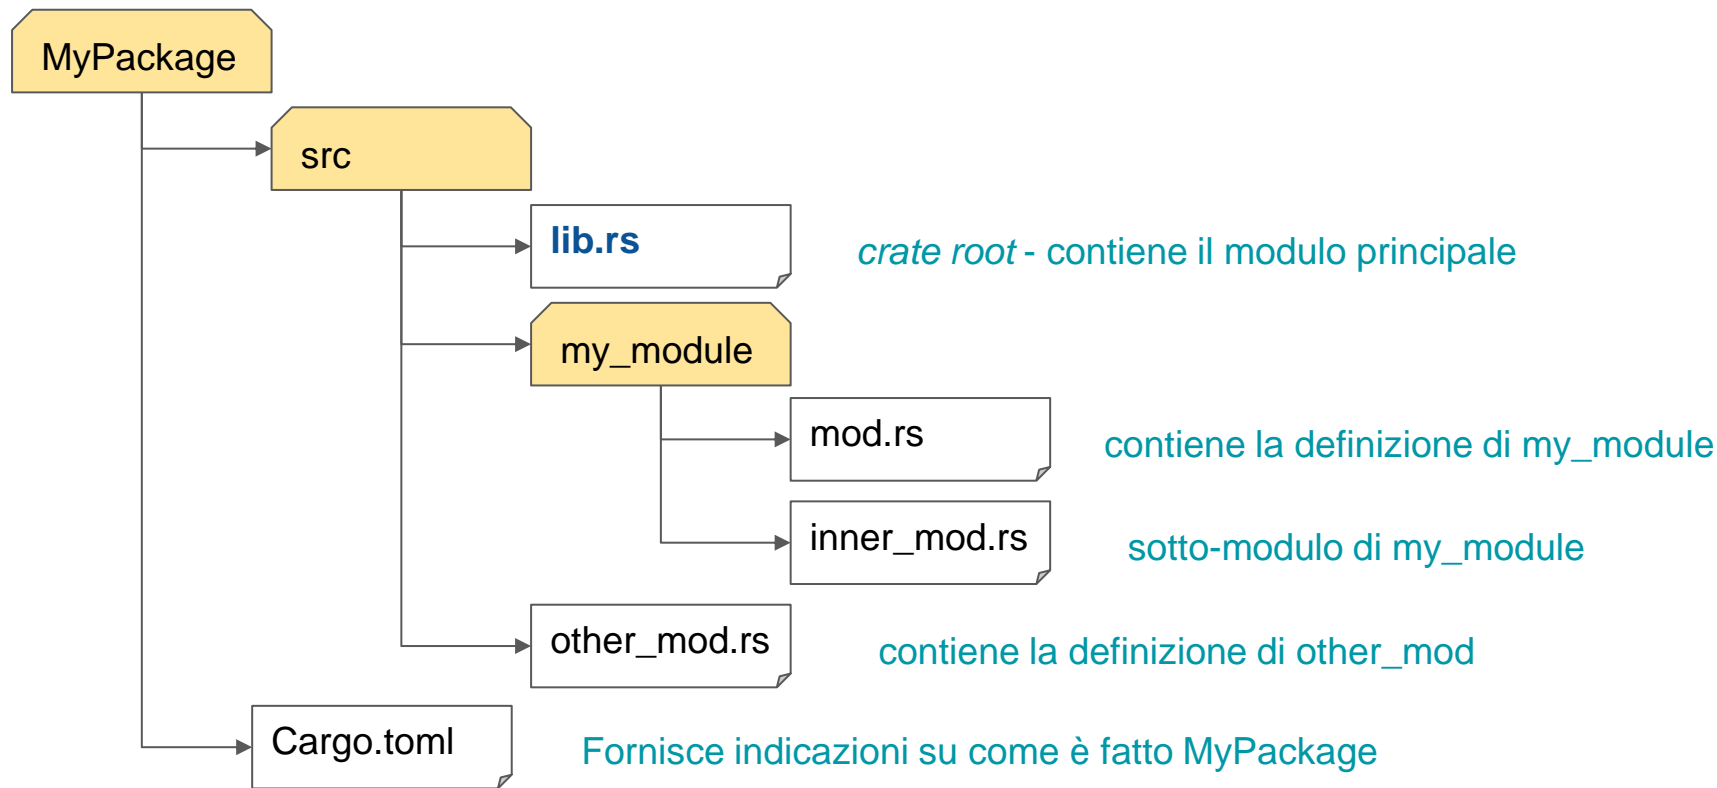 MyPackage
src
lib.rs
crate root - contiene il modulo principale
my_module
mod.rs
contiene la definizione di my_module
inner_mod.rs
sotto-modulo di my_module
other_mod.rs
contiene la definizione di other_mod
Cargo.toml
Fornisce indicazioni su come è fatto MyPackage